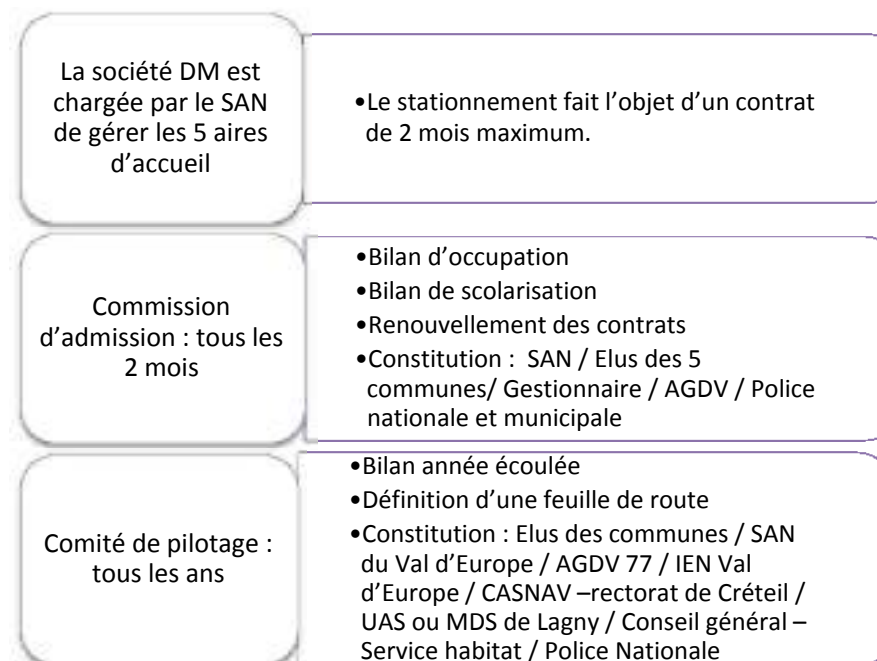 La société DM est
chargée par le SAN
de gérer les 5 aires
d'accueil
•Le stationnement fait l'objet d'un contrat
de 2 mois maximum.
Commission
d'admission : tous les
2 mois
•Bilan d'occupation
•Bilan de scolarisation
•Renouvellement des contrats
•Constitution : SAN / Elus des 5
communes/ Gestionnaire / AGDV / Police
nationale et municipale
Comité de pilotage :
tous les ans
•Bilan année écoulée
•Définition d'une feuille de route
•Constitution : Elus des communes / SAN
du Val d'Europe / AGDV 77 / IEN Val
d'Europe / CASNAV –rectorat de Créteil /
UAS ou MDS de Lagny / Conseil général –
Service habitat / Police Nationale